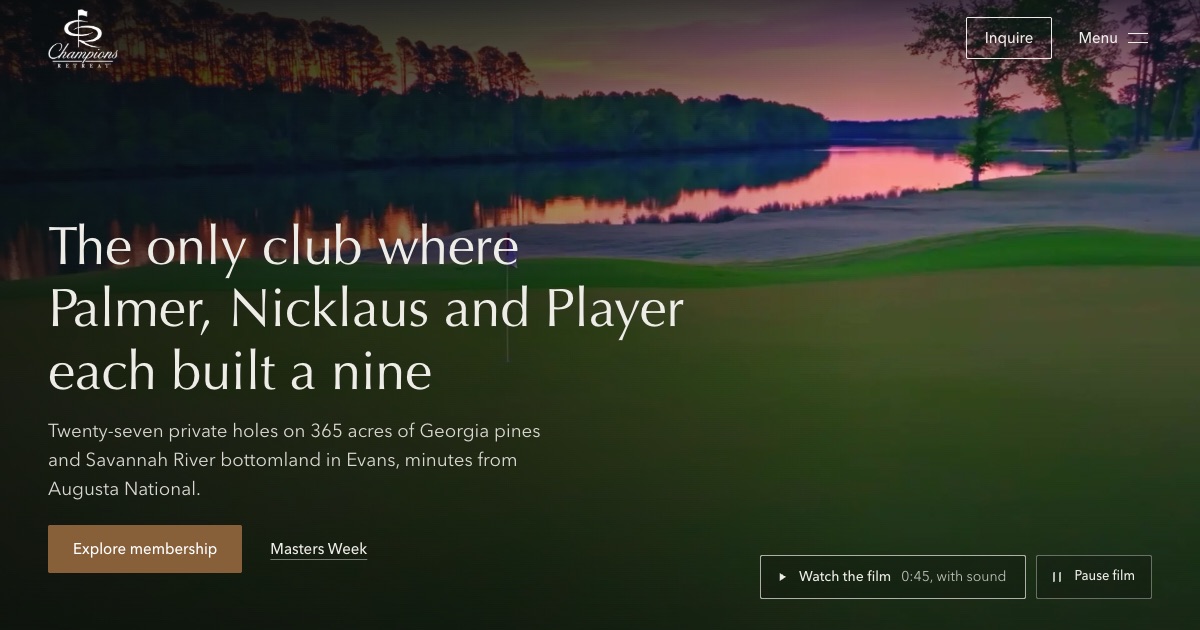 Champions
RETREAT
Inquire
Menu
The only club where
Palmer, Nicklaus and Player
each built a nine
Twenty-seven private holes on 365 acres of Georgia pines
and Savannah River bottomland in Evans, minutes from
Augusta National.
Explore membership
Masters Week
Watch the film 0:45, with sound
Pause film